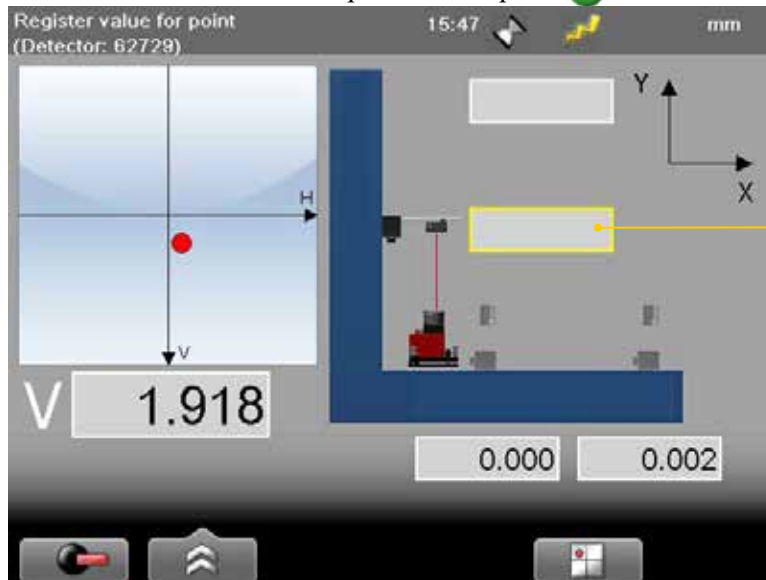 Register value for point
(Detector: 62729)
15:47
mm
Y
X
H
V
V
1.918
0.000
0.002